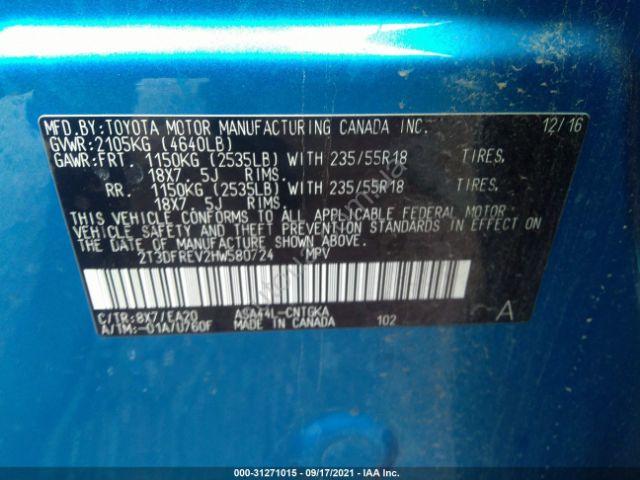 MFD.BY:TOYOTA MOTOR MANUFACTURING CANADA INC. 12/16
GVWR:2105KG (4640LB)
GAWR:FRT. 1150KG (2535LB) WITH 235/55R18 TIRES,
18X7. 5J RIMS.
RR. 1150KG (2535LB) WITH 235/55R18 TIRES,
18X7. 5J RIMS.
THIS VEHICLE CONFORMS TO ALL APPLICABLE FEDERAL MOTOR
VEHICLE SAFETY AND THEFT PREVENTION STANDARDS IN EFFECT ON
THE DATE OF MANUFACTURE SHOWN ABOVE.
2T3DFREV2HW580724 MPV
C/TR:8X7/EA20 ASA44L-CNTGKA
A/TM:-01A/U760F MADE IN CANADA 102
~A
000-31271015 - 09/17/2021 - IAA Inc.